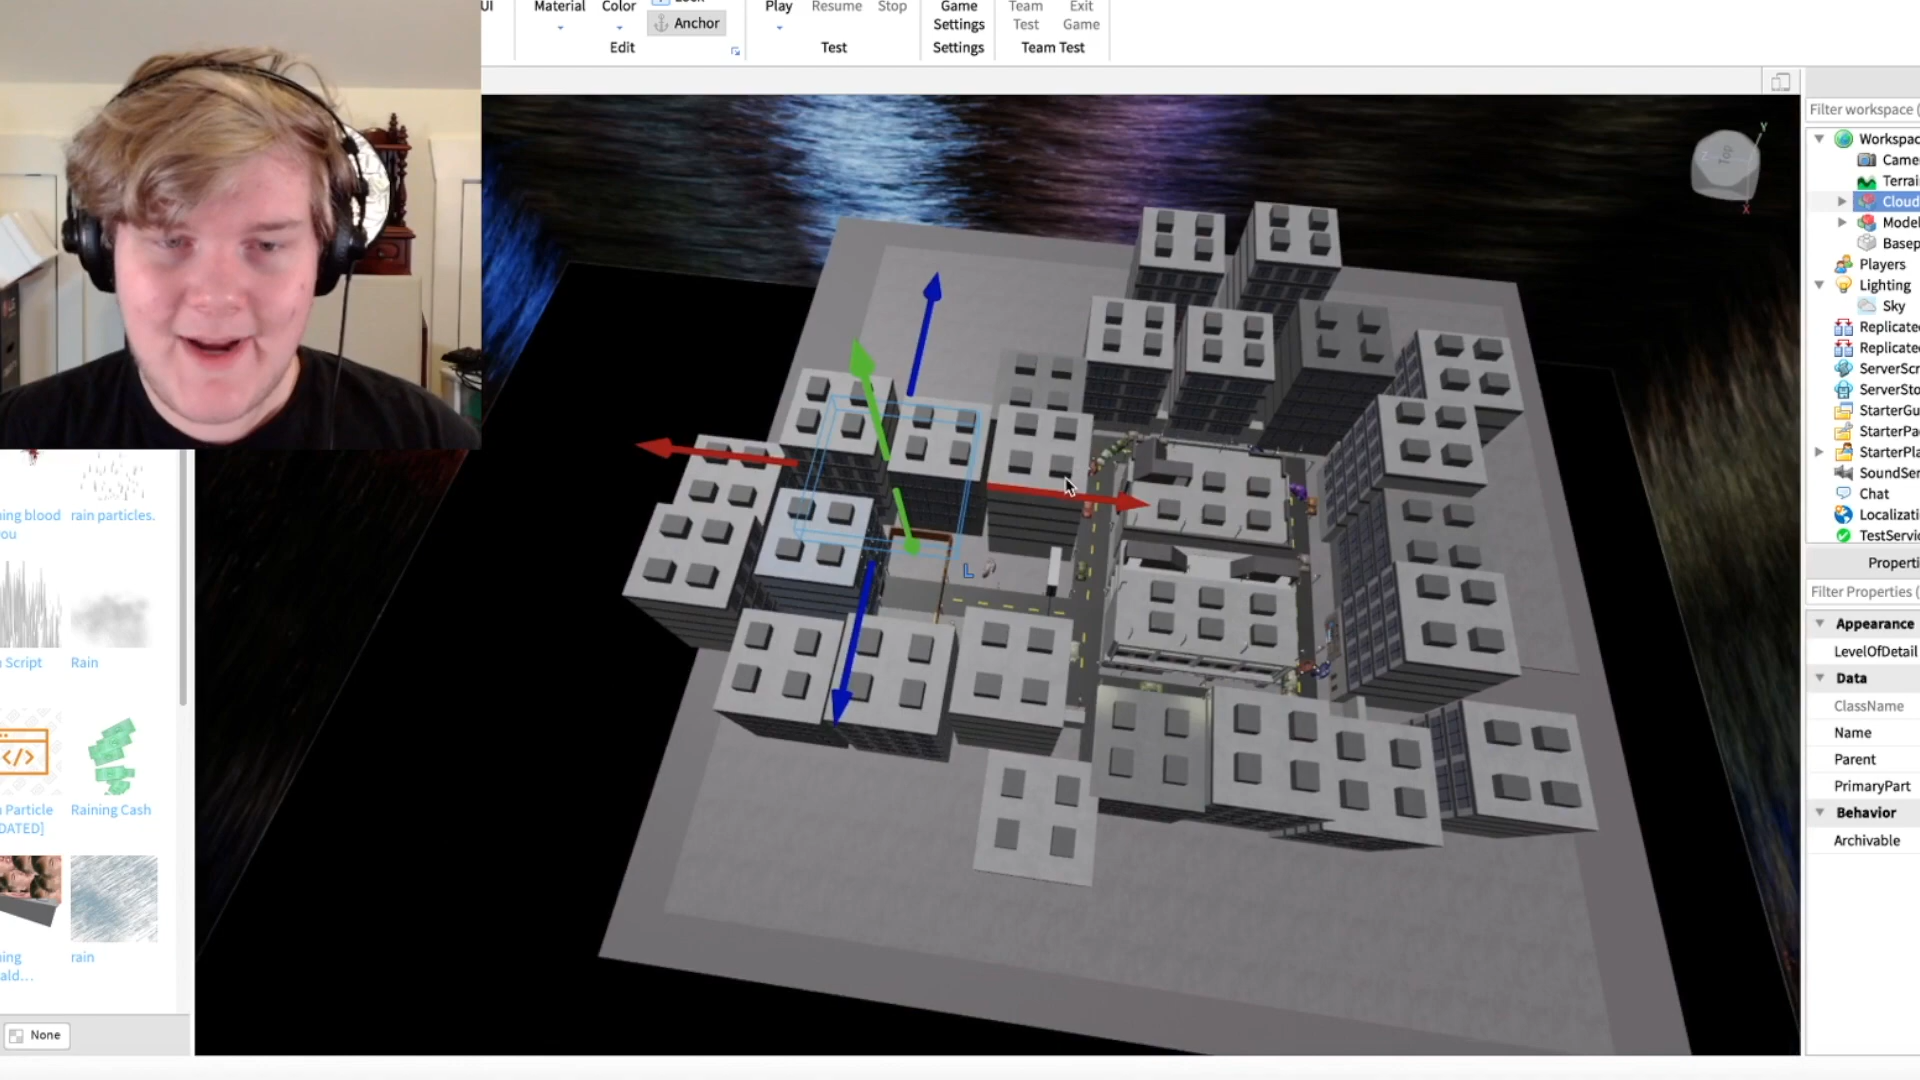 UI
Material
Color
Anchor
Edit
Play
Resume
Stop
Test
Game
Settings
Settings
Team
Test
Exit
Game
Team Test
Filter workspace (
Workspac
Came
Terrai
Cloud
Model
Basep
Players
Lighting
Sky
Replicate
Replicate
ServerScr
ServerSto
StarterGu
StarterPa
StarterPla
SoundSer
Chat
Localizati
TestServic
Properti
Filter Properties (
Appearance
LevelOfDetail
Data
ClassName
Name
Parent
PrimaryPart
Behavior
Archivable
Top
Y
Z
X
L
ing blood
you
rain particles.
Script
Rain
Particle
DATED]
Raining Cash
ing
ald...
rain
None